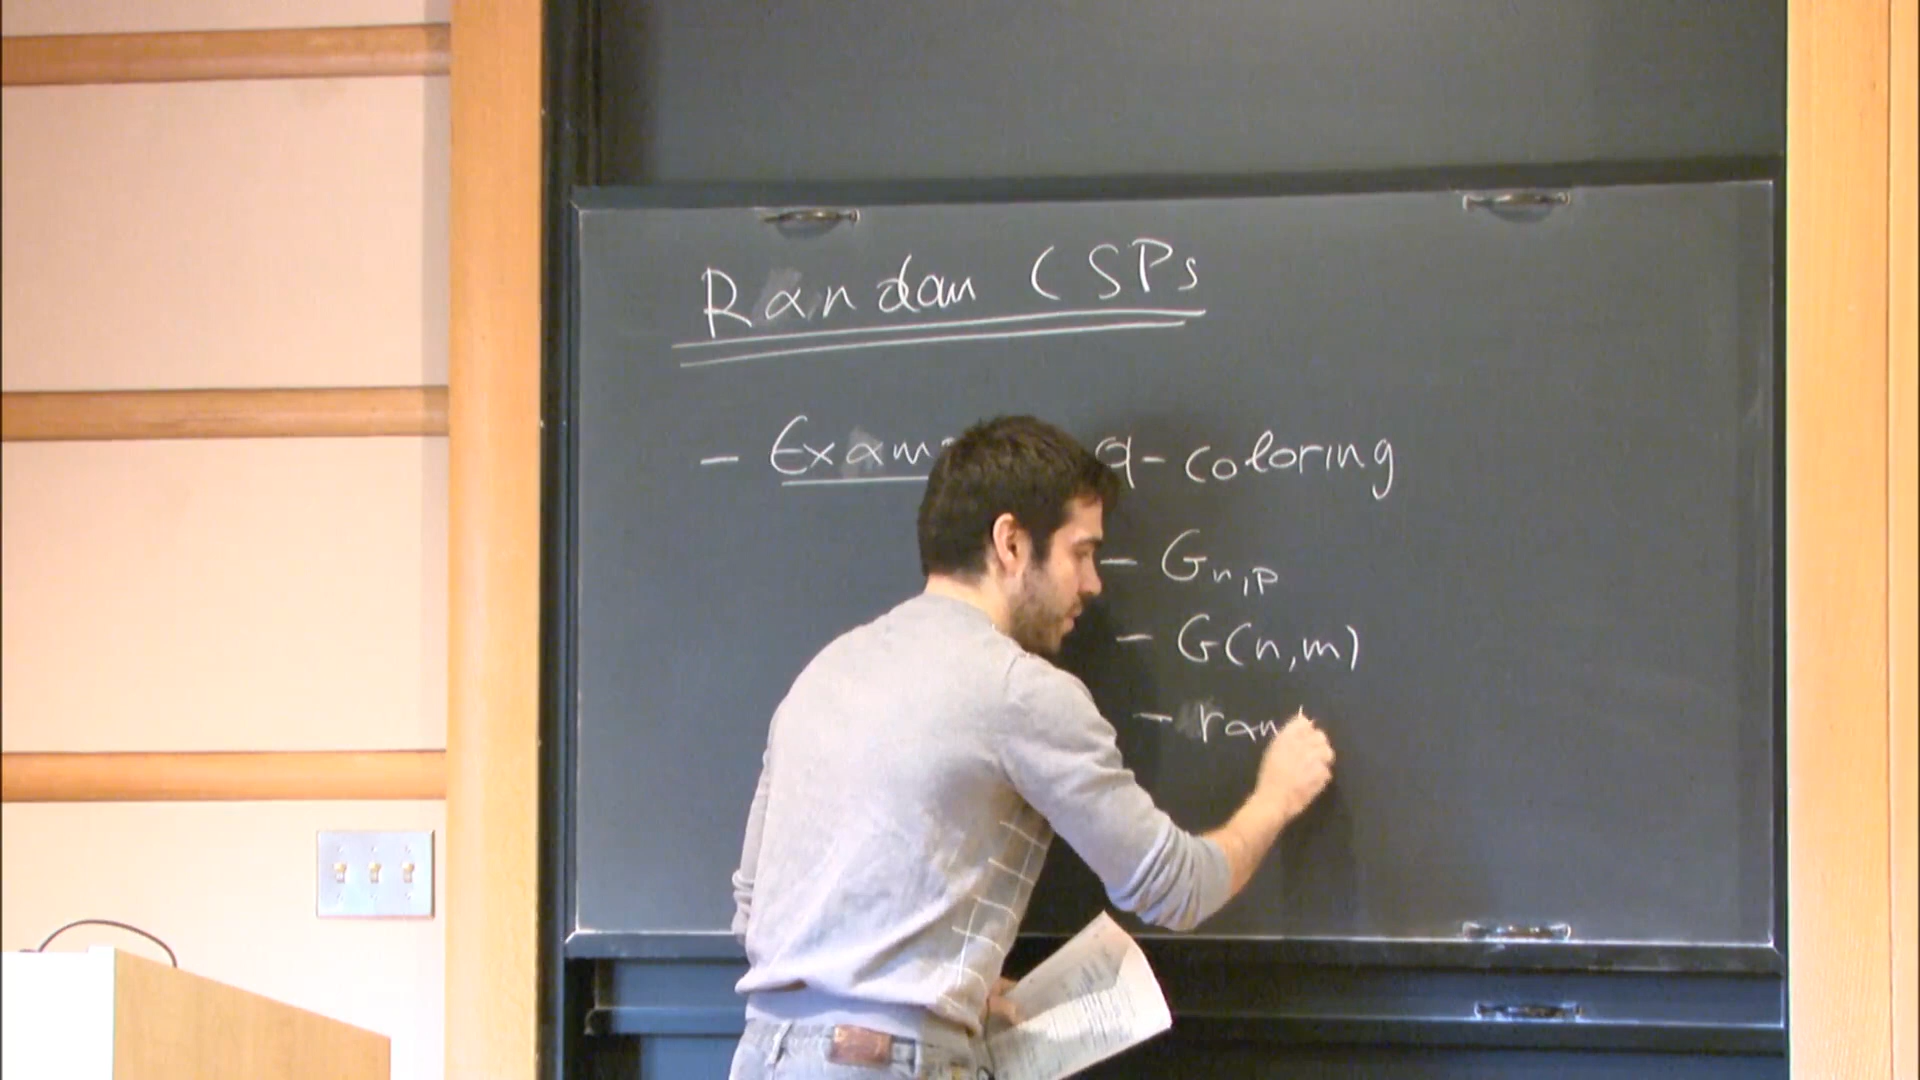 Random CSPs
- Exam q-coloring
- Gn,p
- G(n,m)
- ran